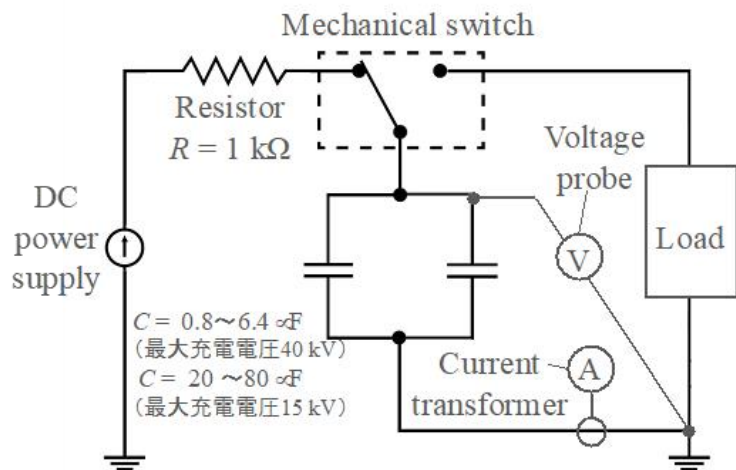 Mechanical switch
Resistor
R = 1 kΩ
Voltage
probe
DC
power
supply
Load
V
C = 0.8～6.4 ∝F
（最大充電電圧40 kV）
C = 20 ～80 ∝F
（最大充電電圧15 kV）
Current
transformer
A